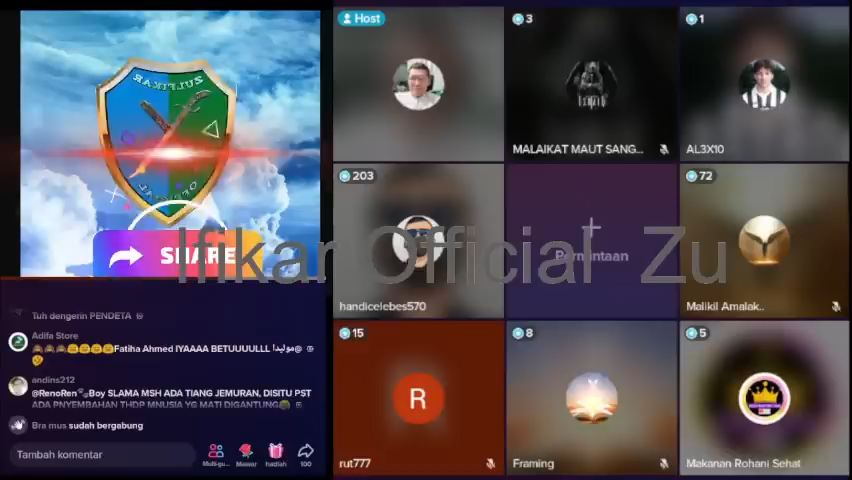 ZULFIKAR
OFFICIAL
SHARE
Ifikar Official Zu
Tuh dengerin PENDETA
Adifa Store
Fatiha Ahmed IYAAAA BETUUUULLL
andins212
@RenoRen Boy SLAMA MSH ADA TIANG JEMURAN, DISITU PST
ADA PNYEMBAHAN THDP MNUSIA YG MATI DIGANTUNG
Bra mus sudah bergabung
Tambah komentar
Multi-gu...
Mawar
hadiah
100
Host
3
MALAIKAT MAUT SANG...
1
AL3X10
203
handicelebes570
Permintaan
72
Malikil Amalak..
15
R
rut777
8
Framing
5
Makanan Rohani Sehat